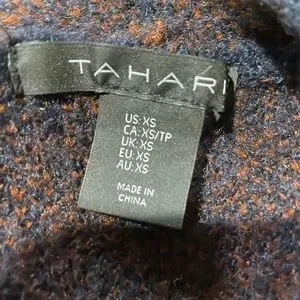 TAHARI
US: XS
CA: XS/TP
UK: XS
EU: XS
AU: XS
MADE IN
CHINA